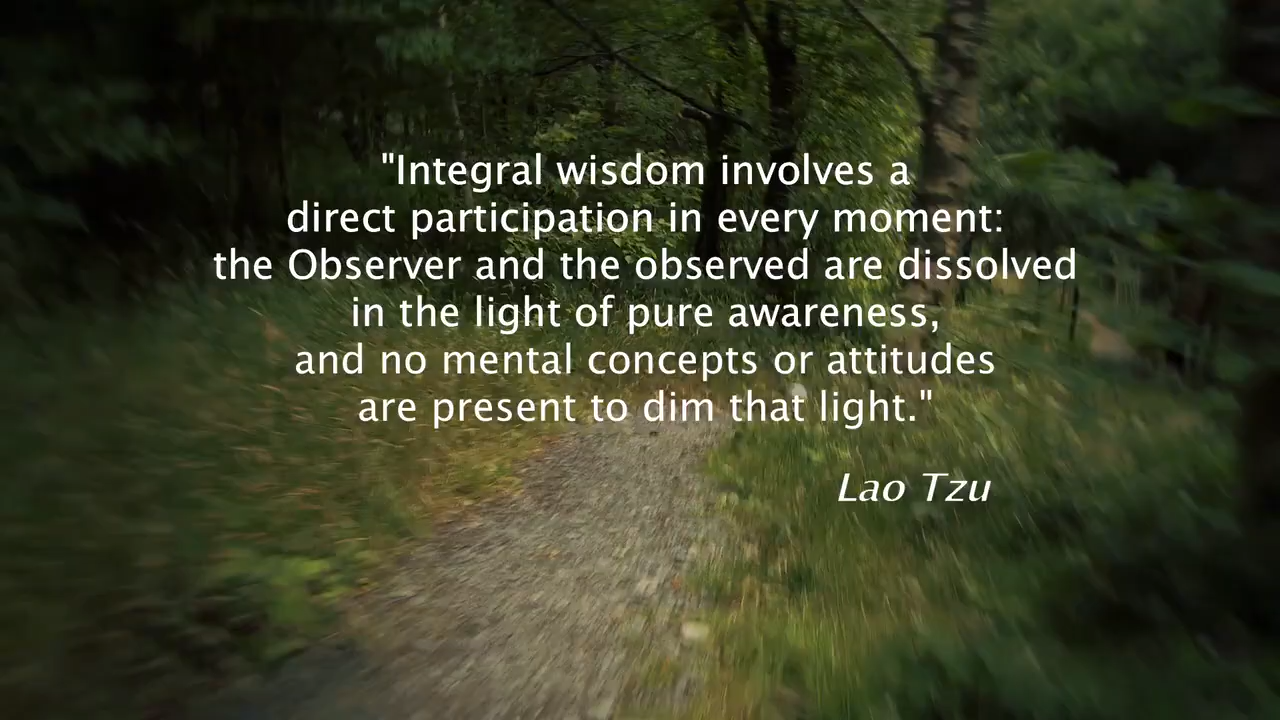 "Integral wisdom involves a
direct participation in every moment:
the Observer and the observed are dissolved
in the light of pure awareness,
and no mental concepts or attitudes
are present to dim that light."
Lao Tzu